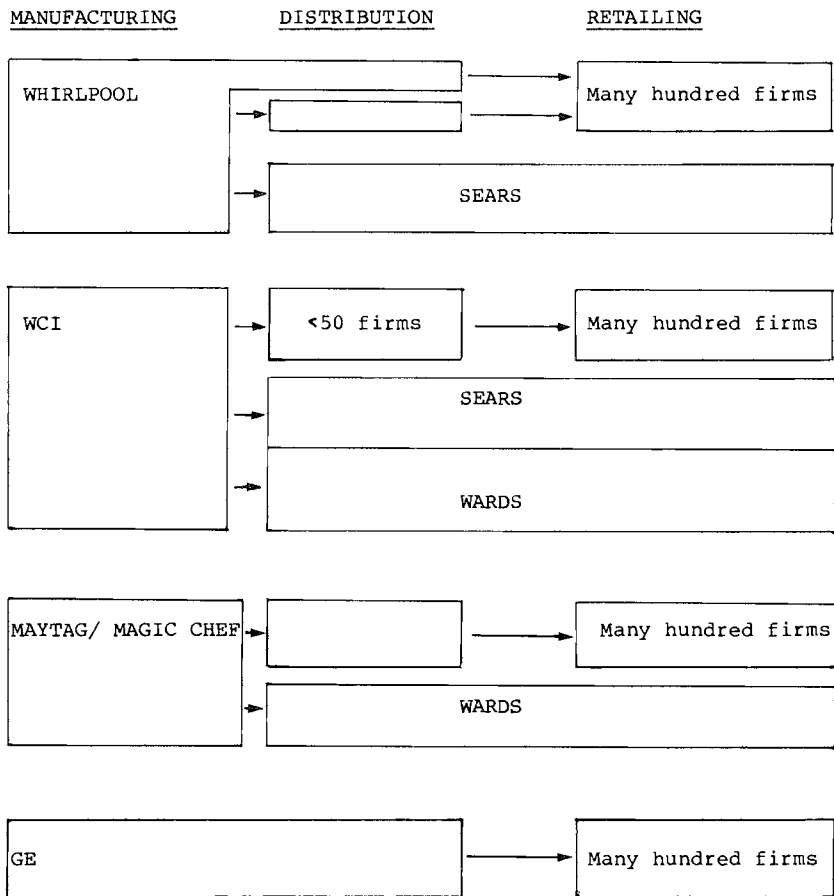 MANUFACTURING DISTRIBUTION RETAILING
WHIRLPOOL
Many hundred firms
SEARS
WCI
<50 firms
Many hundred firms
SEARS
WARDS
MAYTAG/ MAGIC CHEF
Many hundred firms
WARDS
GE
Many hundred firms